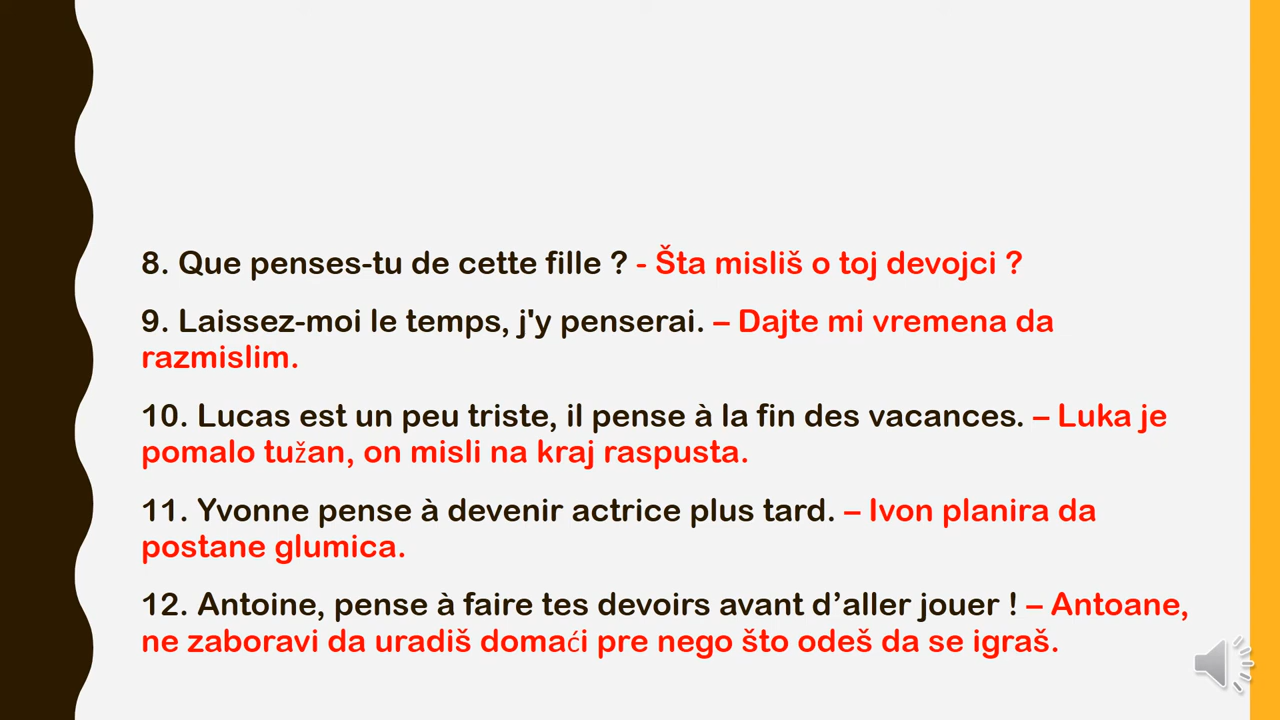 8. Que penses-tu de cette fille ? - Šta misliš o toj devojci ?
9. Laissez-moi le temps, j'y penserai. – Dajte mi vremena da
razmislim.
10. Lucas est un peu triste, il pense à la fin des vacances. – Luka je
pomalo tužan, on misli na kraj raspusta.
11. Yvonne pense à devenir actrice plus tard. – Ivon planira da
postane glumica.
12. Antoine, pense à faire tes devoirs avant d’aller jouer ! – Antoane,
ne zaboravi da uradiš domaći pre nego što odeš da se igraš.